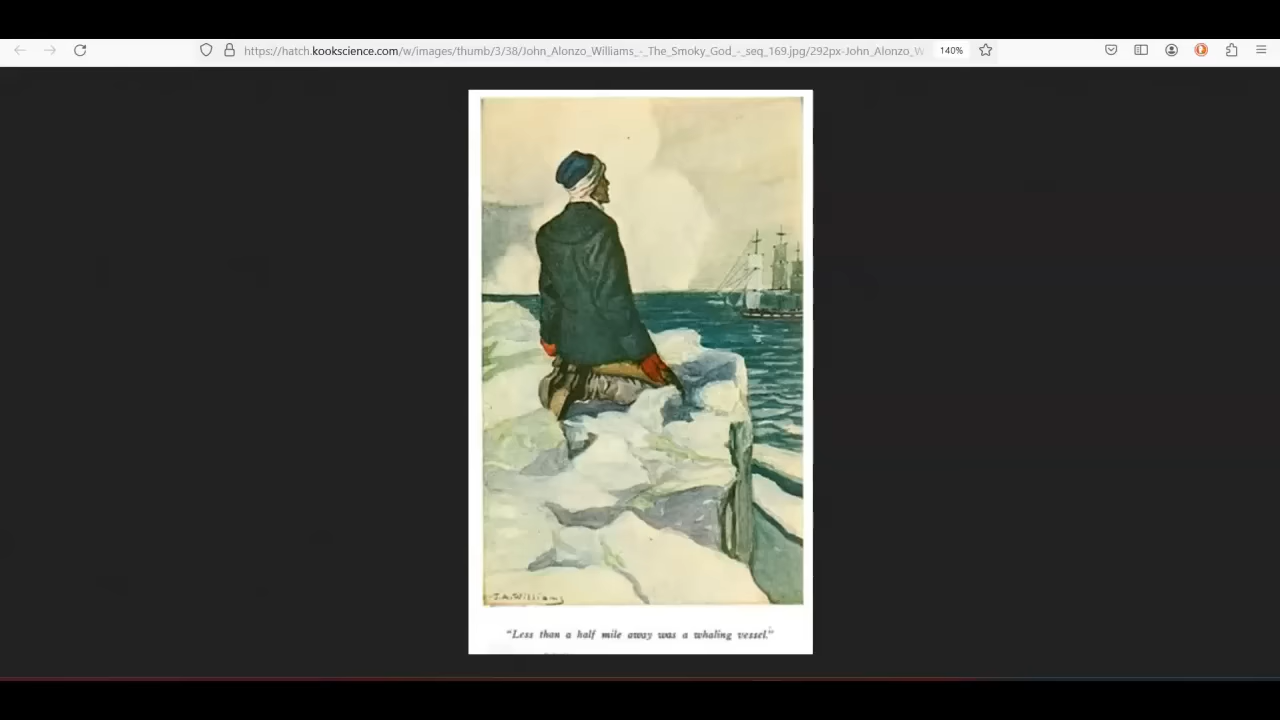 https://hatch.kookscience.com/w/images/thumb/3/38/John_Alonzo_Williams_-_The_Smoky_God_-_seq_169.jpg/292px-John_Alonzo_W
140%
J.A.Williams
"Less than a half mile away was a whaling vessel."